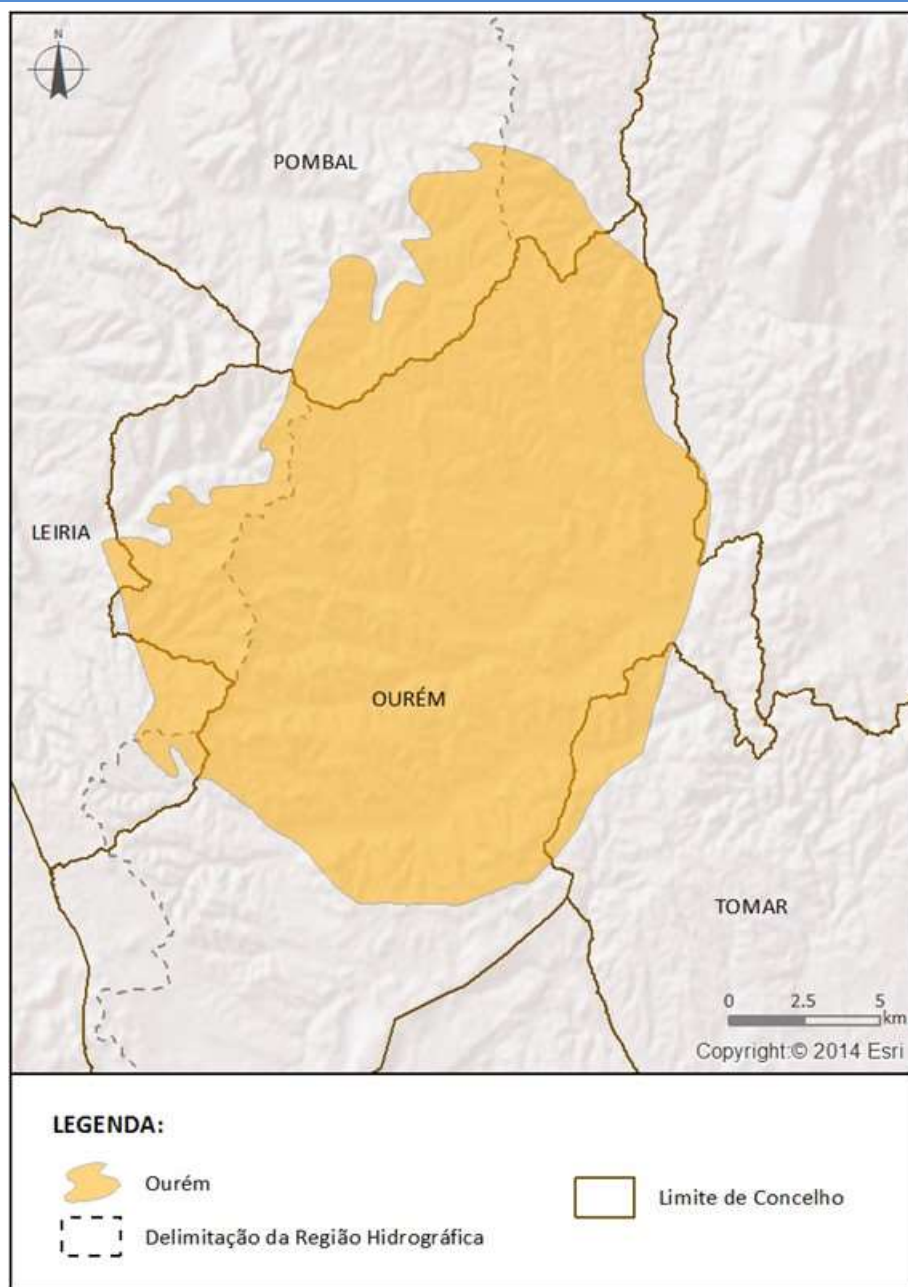 N
POMBAL
LEIRIA
OURÉM
TOMAR
0 2.5 5
km
Copyright:© 2014 Esri
LEGENDA:
Ourém
Limite de Concelho
Delimitação da Região Hidrográfica